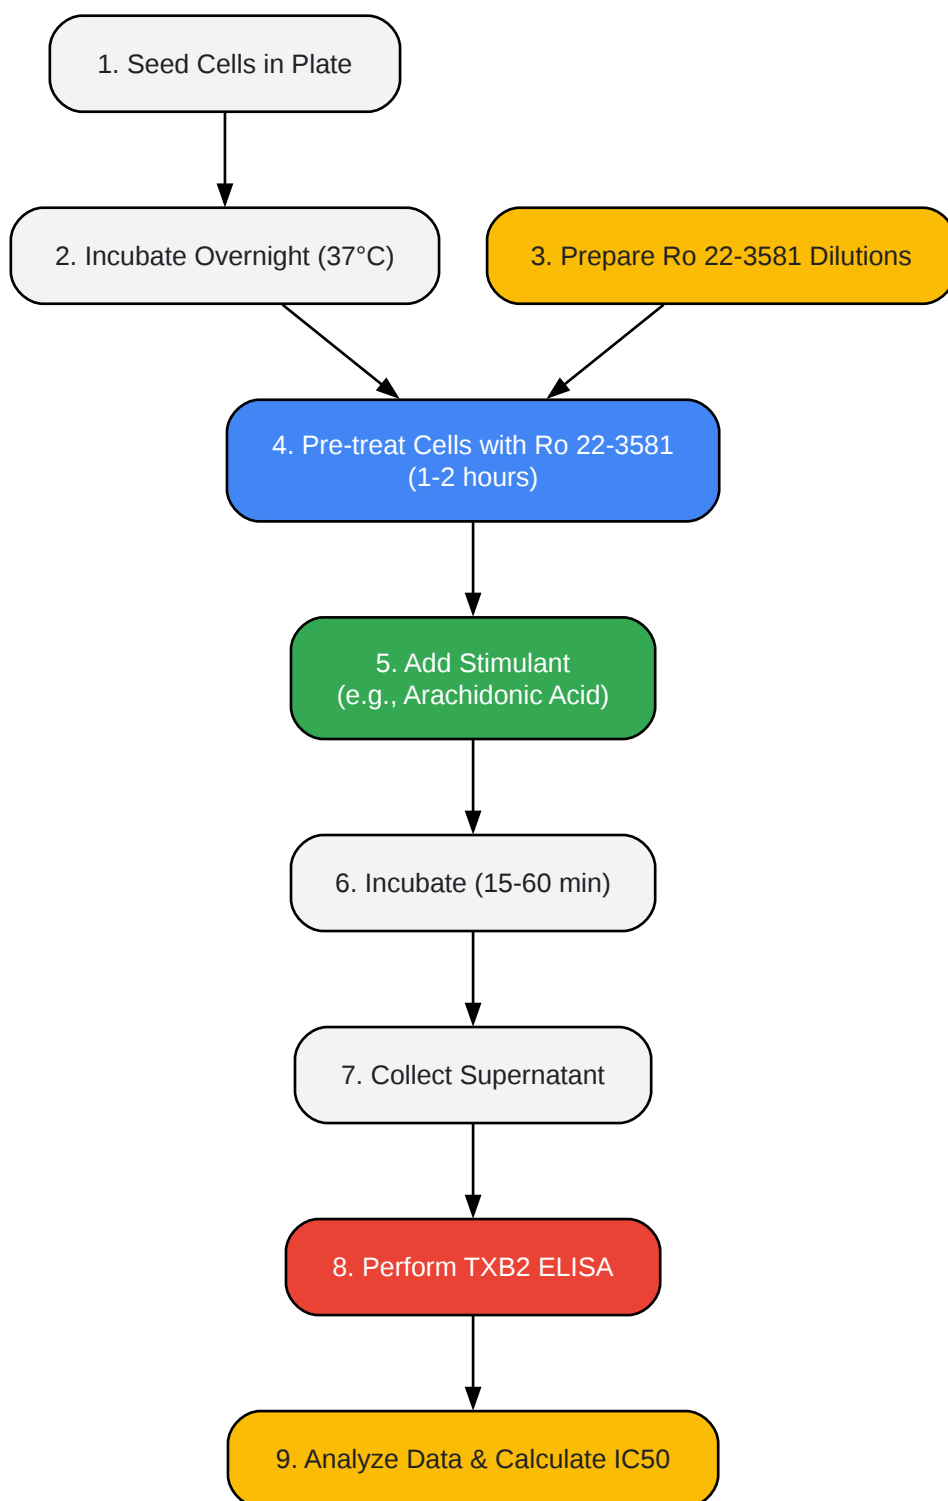 1. Seed Cells in Plate
2. Incubate Overnight (37°C)
3. Prepare Ro 22-3581 Dilutions
4. Pre-treat Cells with Ro 22-3581
(1-2 hours)
5. Add Stimulant
(e.g., Arachidonic Acid)
6. Incubate (15-60 min)
7. Collect Supernatant
8. Perform TXB2 ELISA
9. Analyze Data & Calculate IC50